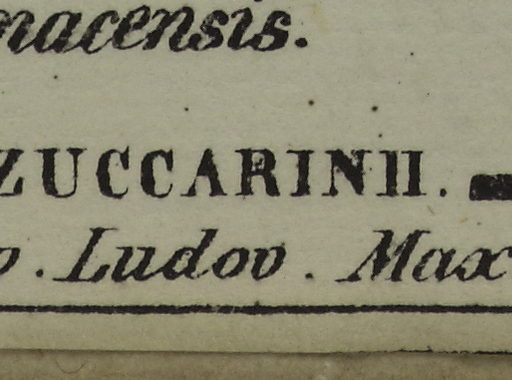 nacensis.
ZUCCARINII.
o. Ludov. Max